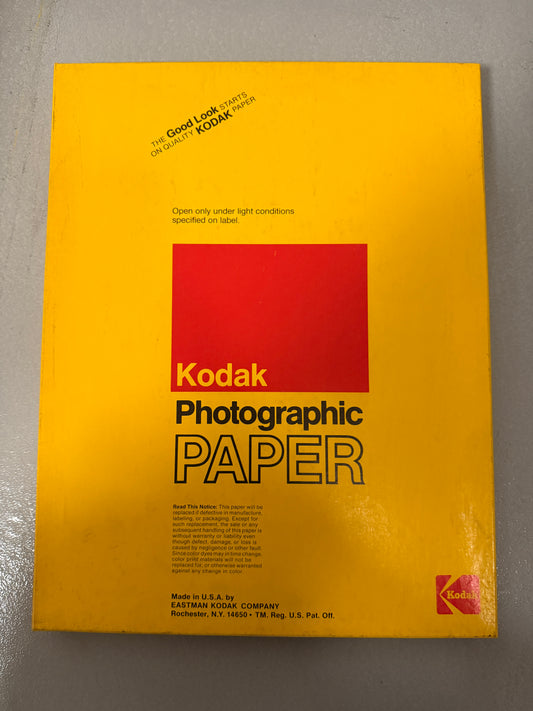 THE Good Look STARTS
ON QUALITY KODAK PAPER
Open only under light conditions
specified on label.
Kodak
Photographic
PAPER
Read This Notice: This paper will be
replaced if defective in manufacture,
labeling, or packaging. Except for
such replacement, the sale or any
subsequent handling of this paper is
without warranty or liability even
though defect, damage, or loss is
caused by negligence or other fault.
Since color dyes may in time change,
color print materials will not be
replaced for, or otherwise warranted
against any change in color.
Made in U.S.A. by
EASTMAN KODAK COMPANY
Rochester, N.Y. 14650 • TM. Reg. U.S. Pat. Off.
Kodak